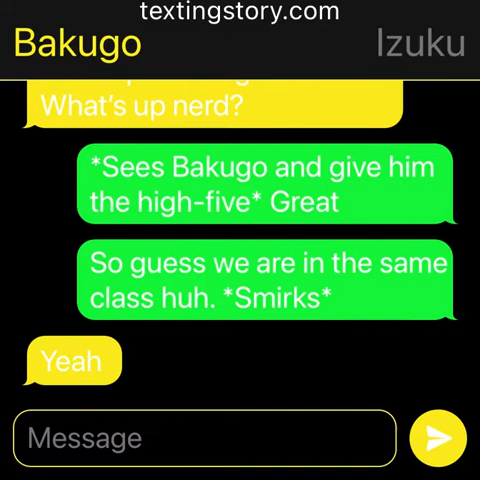 textingstory.com
Bakugo
Izuku
What's up nerd?
*Sees Bakugo and give him
the high-five* Great
So guess we are in the same
class huh. *Smirks*
Yeah
Message